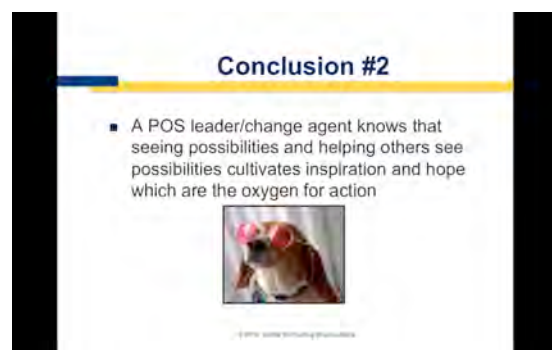 Conclusion #2
▪ A POS leader/change agent knows that
seeing possibilities and helping others see
possibilities cultivates inspiration and hope
which are the oxygen for action